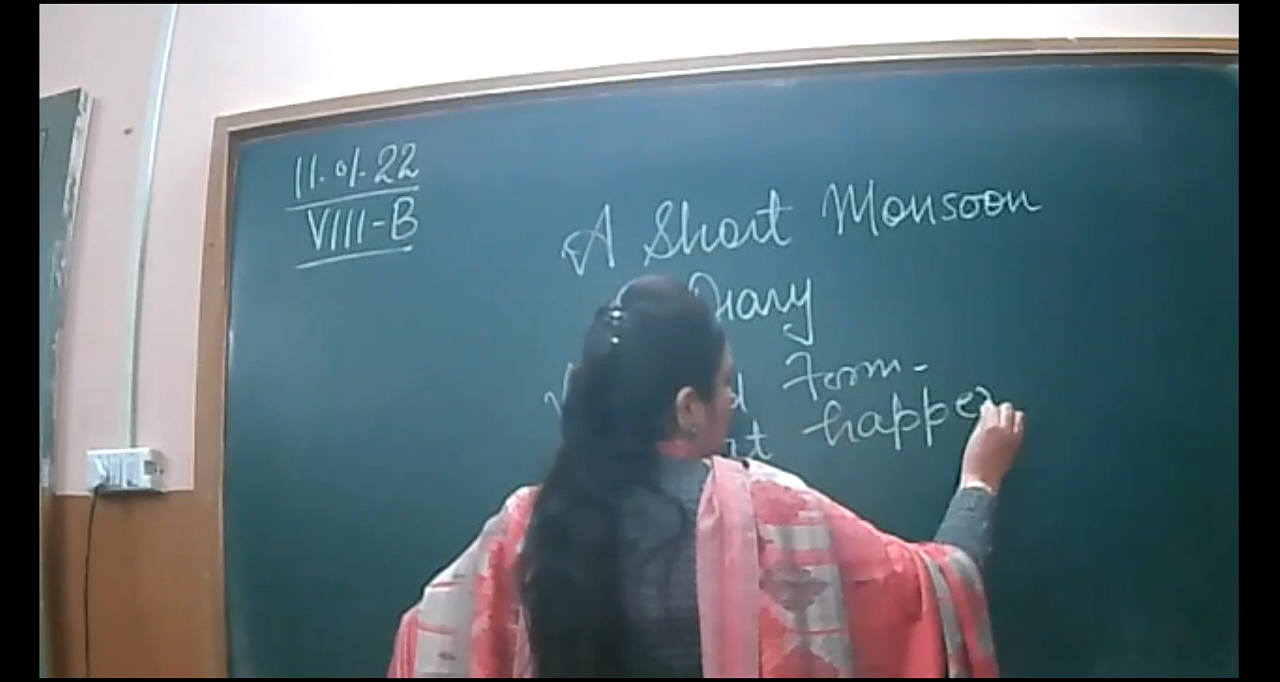 11.01.22
VIII-B
A Short Monsoon
Diary
Form-
happe